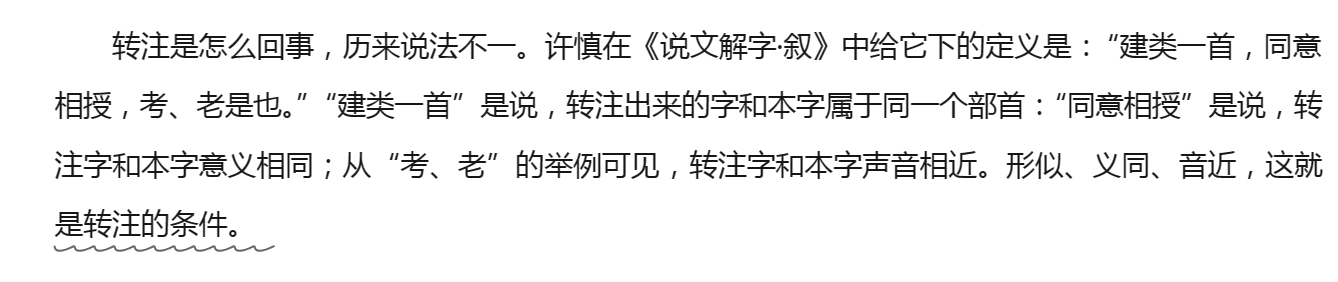 转注是怎么回事，历来说法不一。许慎在《说文解字·叙》中给它下的定义是：“建类一首，同意
相授，考、老是也。”“建类一首”是说，转注出来的字和本字属于同一个部首：“同意相授”是说，转
注字和本字意义相同；从“考、老”的举例可见，转注字和本字声音相近。形似、义同、音近，这就
是转注的条件。